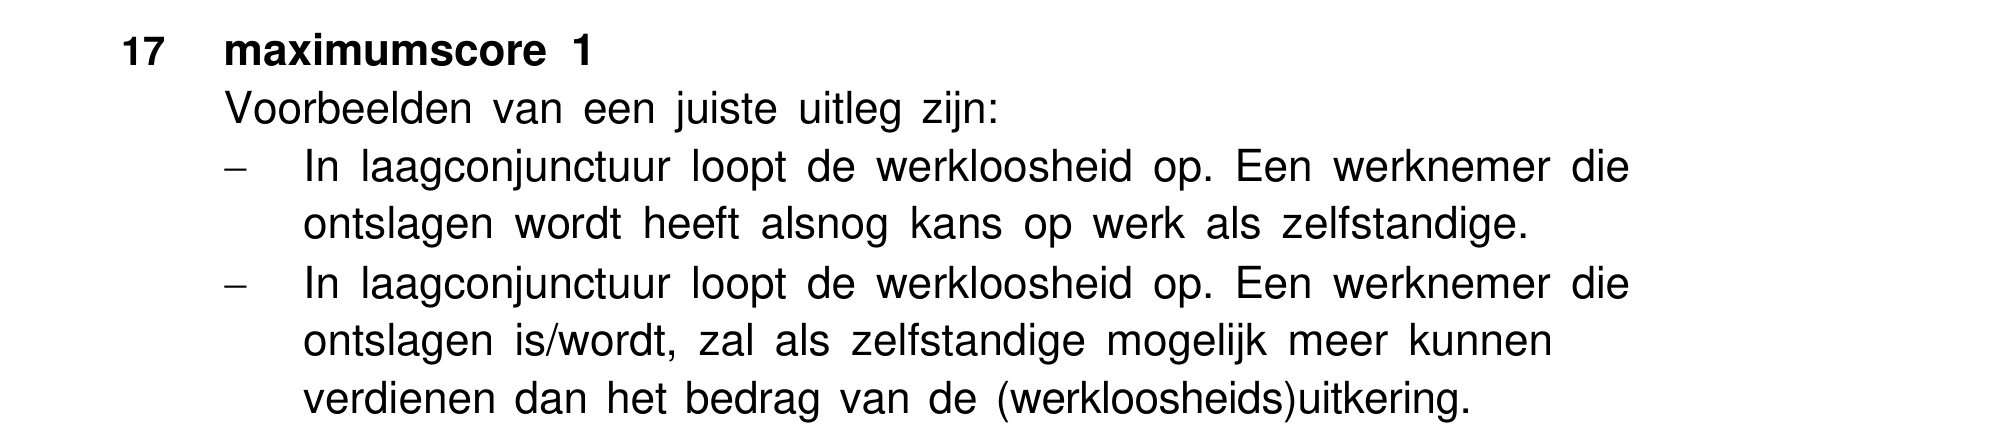 17 maximumscore 1
Voorbeelden van een juiste uitleg zijn:
– In laagconjunctuur loopt de werkloosheid op. Een werknemer die
ontslagen wordt heeft alsnog kans op werk als zelfstandige.
– In laagconjunctuur loopt de werkloosheid op. Een werknemer die
ontslagen is/wordt, zal als zelfstandige mogelijk meer kunnen
verdienen dan het bedrag van de (werkloosheids)uitkering.